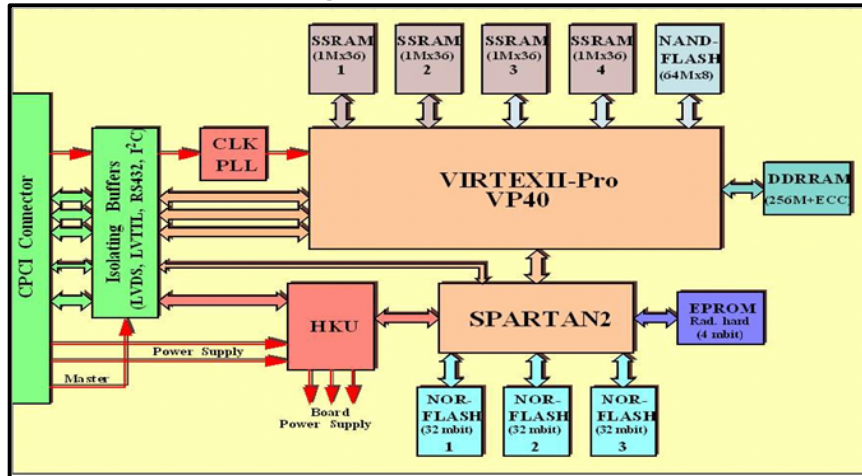 SSRAM
(1Mx36)
1
SSRAM
(1Mx36)
2
SSRAM
(1Mx36)
3
SSRAM
(1Mx36)
4
NAND-
FLASH
(64Mx8)
CPCI Connector
Isolating Buffers
(LVDS, LVTTL, RS432, I²C)
CLK
PLL
VIRTEXII-Pro
VP40
DDRRAM
(256M+ECC)
HKU
SPARTAN2
EPROM
Rad. hard
(4 mbit)
Power Supply
Master
Board
Power Supply
NOR-
FLASH
(32 mbit)
1
NOR-
FLASH
(32 mbit)
2
NOR-
FLASH
(32 mbit)
3